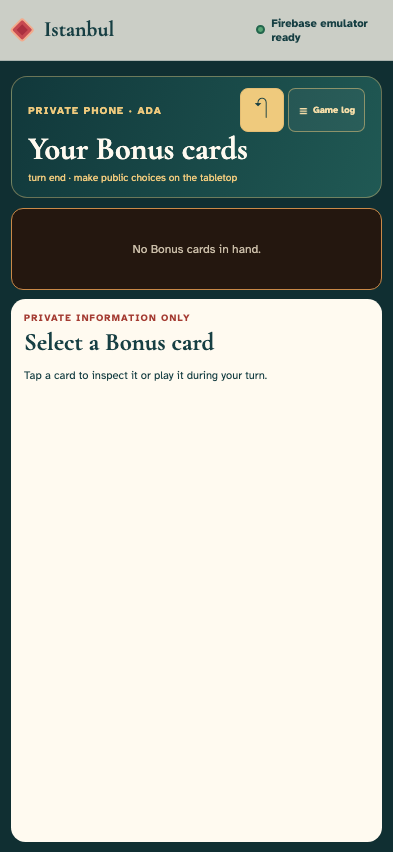 Istanbul
Firebase emulator
ready
PRIVATE PHONE · ADA
≡ Game log
Your Bonus cards
turn end · make public choices on the tabletop
No Bonus cards in hand.
PRIVATE INFORMATION ONLY
Select a Bonus card
Tap a card to inspect it or play it during your turn.